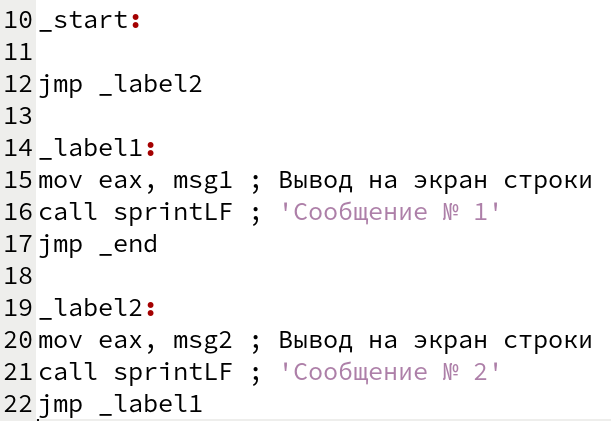 10 _start:
11
12 jmp _label2
13
14 _label1:
15 mov eax, msg1 ; Вывод на экран строки
16 call sprintLF ; 'Сообщение № 1'
17 jmp _end
18
19 _label2:
20 mov eax, msg2 ; Вывод на экран строки
21 call sprintLF ; 'Сообщение № 2'
22 jmp _label1